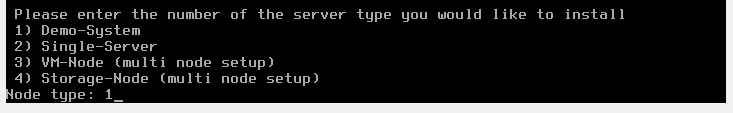 Please enter the number of the server type you would like to install
1) Demo-System
2) Single-Server
3) VM-Node (multi node setup)
4) Storage-Node (multi node setup)
Node type: 1_